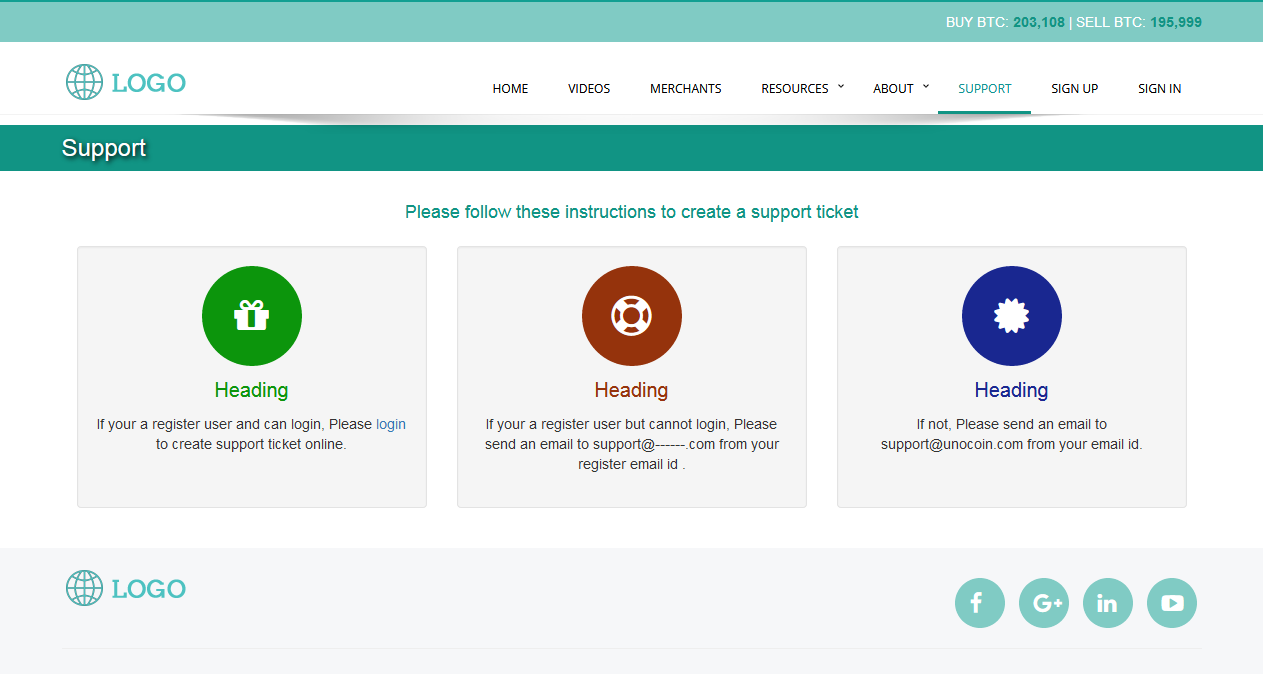 BUY BTC: 203,108 | SELL BTC: 195,999
LOGO
HOME VIDEOS MERCHANTS RESOURCES ABOUT SUPPORT SIGN UP SIGN IN
Support
Please follow these instructions to create a support ticket
Heading
If your a register user and can login, Please login
to create support ticket online.
Heading
If your a register user but cannot login, Please
send an email to support@------.com from your
register email id .
Heading
If not, Please send an email to
support@unocoin.com from your email id.
LOGO
f G+ in